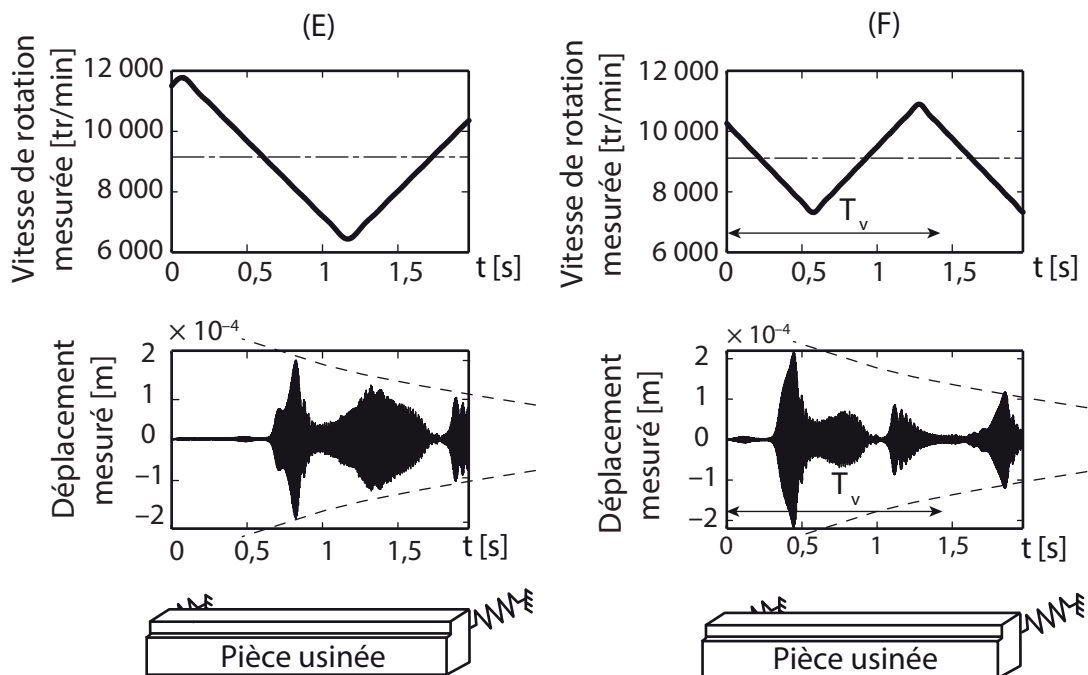 (E)
Vitesse de rotation
mesurée [tr/min]
12 000
10 000
8 000
6 000
0
0,5
1
1,5
t [s]
(F)
Vitesse de rotation
mesurée [tr/min]
12 000
10 000
8 000
6 000
T_v
0
0,5
1
1,5
t [s]
Déplacement
mesuré [m]
× 10⁻⁴
2
1
0
−1
−2
0
0,5
1
1,5
t [s]
Déplacement
mesuré [m]
× 10⁻⁴
2
1
0
−1
−2
T_v
0
0,5
1
1,5
t [s]
Pièce usinée
Pièce usinée